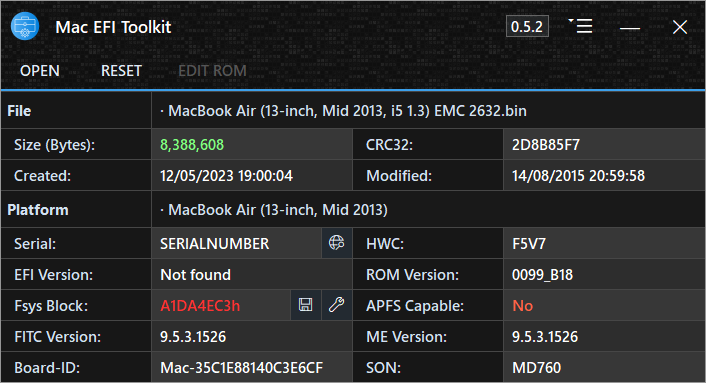 Mac EFI Toolkit 0.5.2
OPEN RESET EDIT ROM
File · MacBook Air (13-inch, Mid 2013, i5 1.3) EMC 2632.bin
Size (Bytes): 8,388,608 CRC32: 2D8B85F7
Created: 12/05/2023 19:00:04 Modified: 14/08/2015 20:59:58
Platform · MacBook Air (13-inch, Mid 2013)
Serial: SERIALNUMBER HWC: F5V7
EFI Version: Not found ROM Version: 0099_B18
Fsys Block: A1DA4EC3h APFS Capable: No
FITC Version: 9.5.3.1526 ME Version: 9.5.3.1526
Board-ID: Mac-35C1E88140C3E6CF SON: MD760